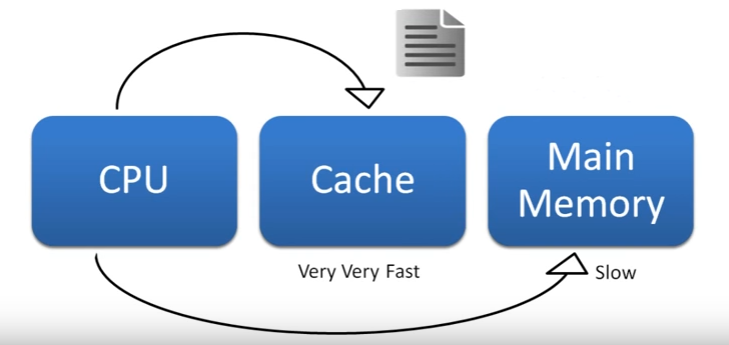 CPU
Cache
Main
Memory
Very Very Fast
Slow